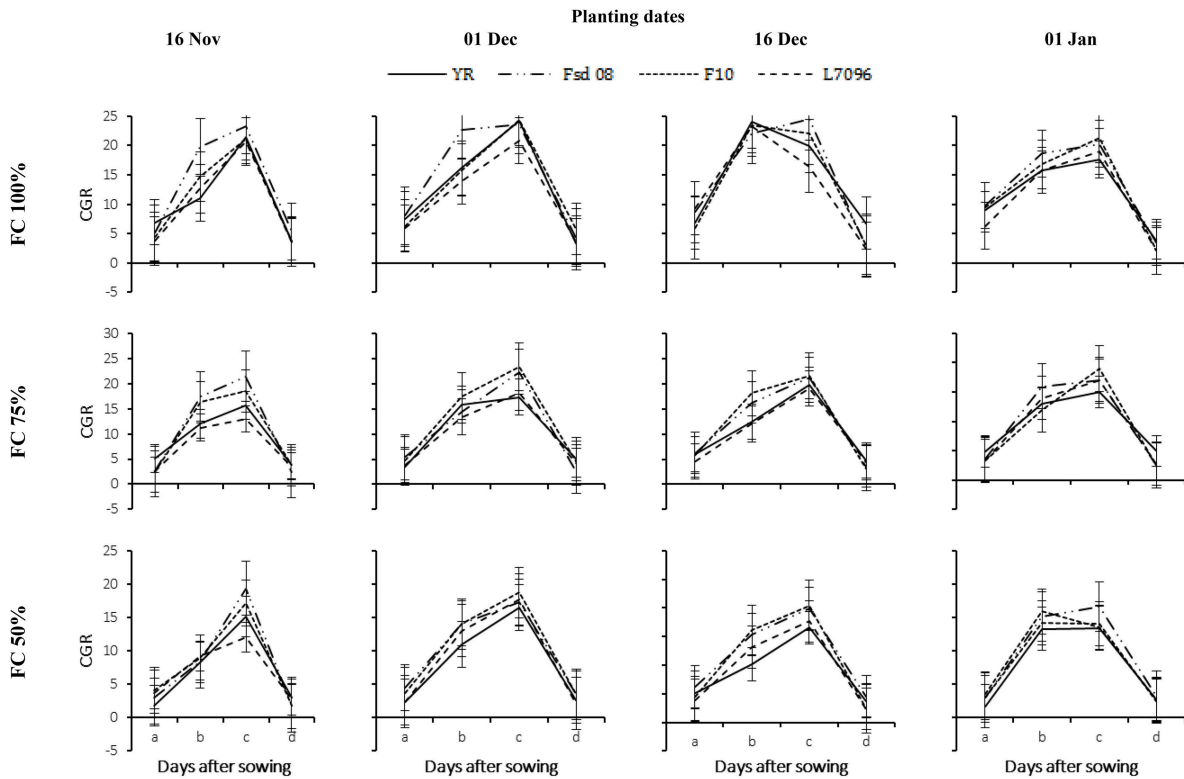 Planting dates
16 Nov 01 Dec 16 Dec 01 Jan
YR Fsd 08 F10 L7096
FC 100%
CGR
25
20
15
10
5
0
-5
FC 75%
CGR
30
25
20
15
10
5
0
-5
FC 50%
CGR
25
20
15
10
5
0
-5
a b c d a b c d a b c d a b c d
Days after sowing Days after sowing Days after sowing Days after sowing